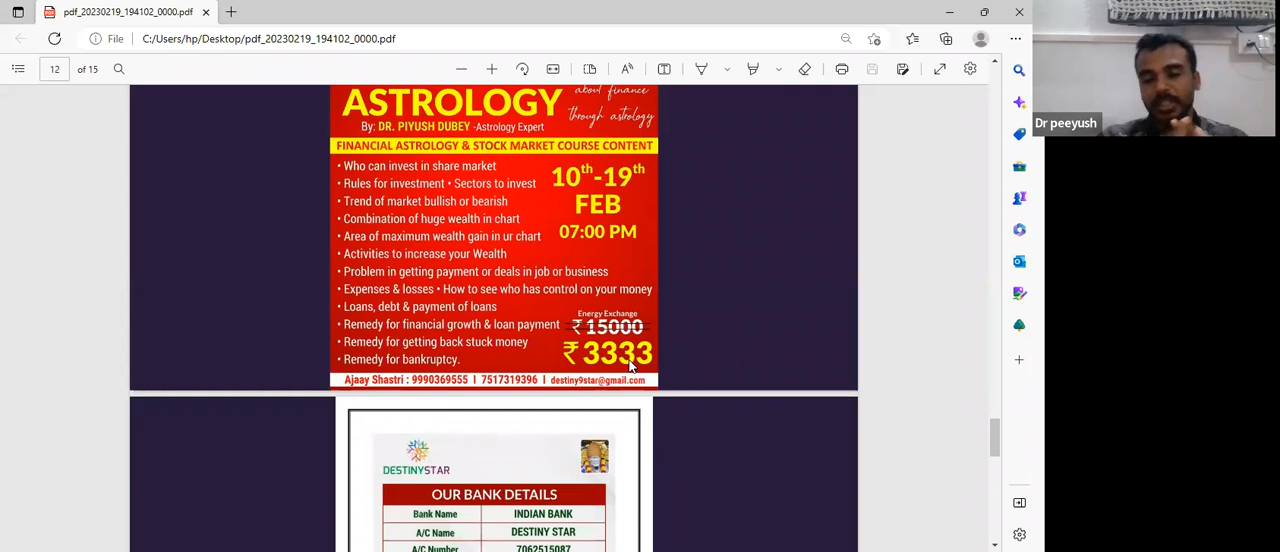 pdf_20230219_194102_0000.pdf
File
C:/Users/hp/Desktop/pdf_20230219_194102_0000.pdf
12 of 15
Dr peeyush
about finance
through astrology
ASTROLOGY
By: DR. PIYUSH DUBEY -Astrology Expert
FINANCIAL ASTROLOGY & STOCK MARKET COURSE CONTENT
• Who can invest in share market
• Rules for investment • Sectors to invest
• Trend of market bullish or bearish
• Combination of huge wealth in chart
• Area of maximum wealth gain in ur chart
• Activities to increase your Wealth
• Problem in getting payment or deals in job or business
• Expenses & losses • How to see who has control on your money
• Loans, debt & payment of loans
• Remedy for financial growth & loan payment
• Remedy for getting back stuck money
• Remedy for bankruptcy.
10th-19th
FEB
07:00 PM
Energy Exchange
₹ 15000
₹ 3333
Ajaay Shastri : 9990369555 I 7517319396 I destiny9star@gmail.com
DESTINYSTAR
OUR BANK DETAILS
Bank Name INDIAN BANK
A/C Name DESTINY STAR
A/C Number 7062515087